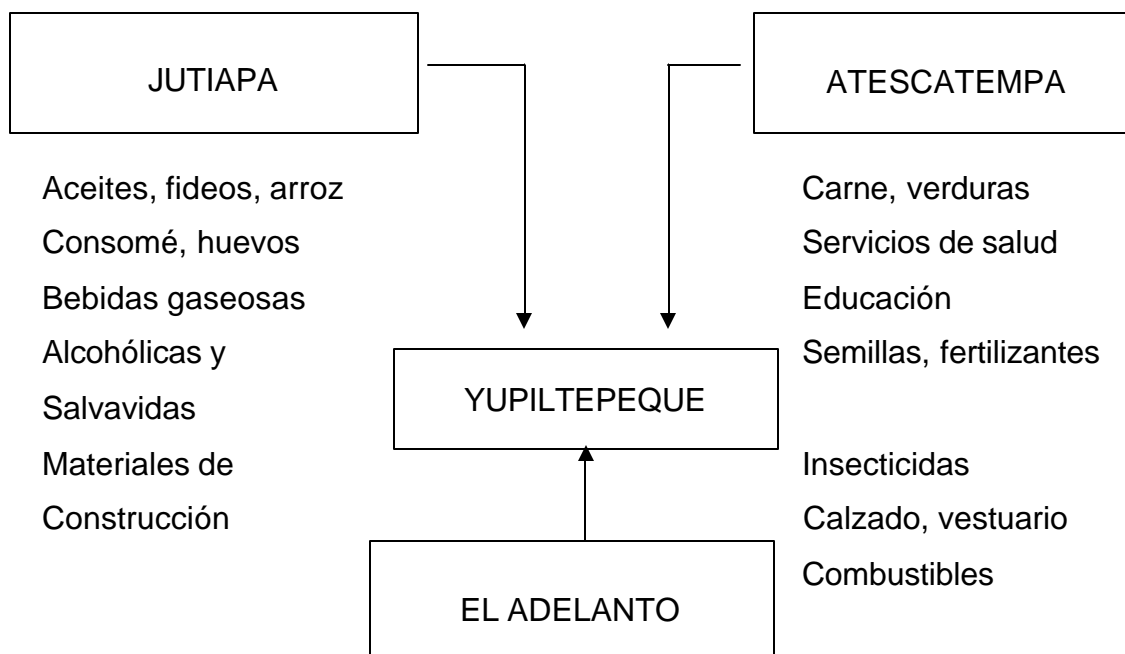 JUTIAPA
ATESCATEMPA
Aceites, fideos, arroz
Consomé, huevos
Bebidas gaseosas
Alcohólicas y
Salvavidas
Materiales de
Construcción
Carne, verduras
Servicios de salud
Educación
Semillas, fertilizantes
Insecticidas
Calzado, vestuario
Combustibles
YUPILTEPEQUE
EL ADELANTO